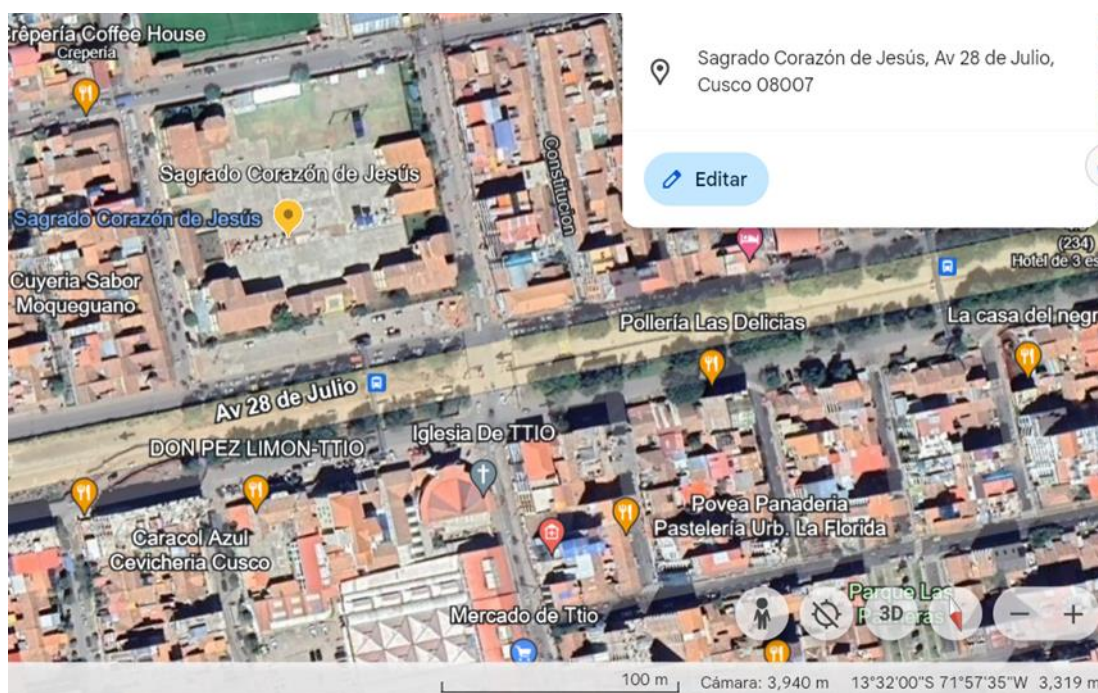 Crêpería Coffee House
Creperia
Sagrado Corazón de Jesús, Av 28 de Julio,
Cusco 08007
Editar
Constitucion
Sagrado Corazón de Jesús
Sagrado Corazón de Jesús
(234)
Hotel de 3 es
Cuyeria Sabor
Moqueguano
Pollería Las Delicias
La casa del negr
Av 28 de Julio
Iglesia De TTIO
DON PEZ LIMON-TTIO
Povea Panaderia
Pastelería Urb. La Florida
Caracol Azul
Cevicheria Cusco
Mercado de Ttio
Parque Las
3D
100 m
Cámara: 3,940 m
13°32'00"S 71°57'35"W
3,319 m